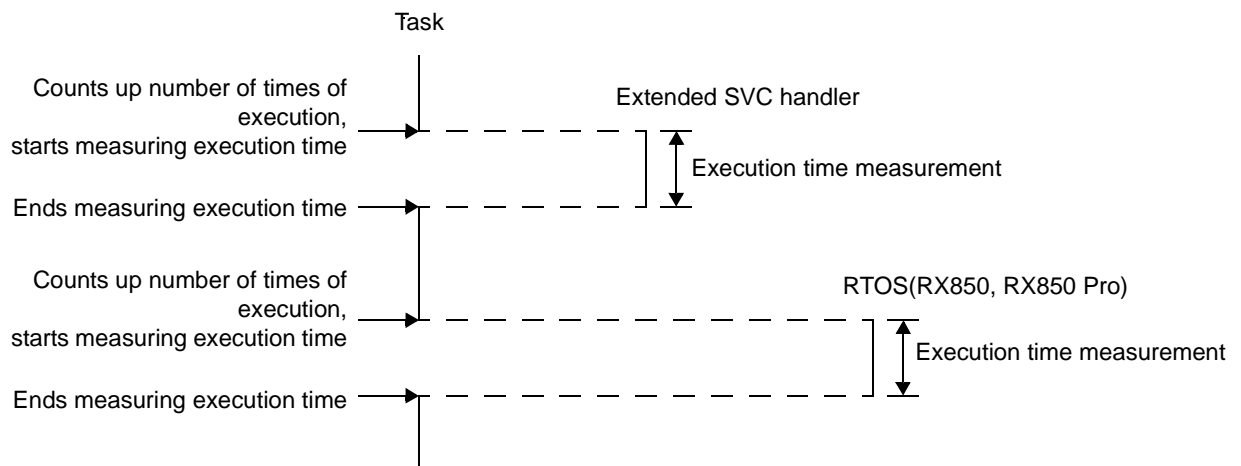 Task
Counts up number of times of
execution,
starts measuring execution time
Extended SVC handler
Execution time measurement
Ends measuring execution time
Counts up number of times of
execution,
starts measuring execution time
RTOS(RX850, RX850 Pro)
Execution time measurement
Ends measuring execution time